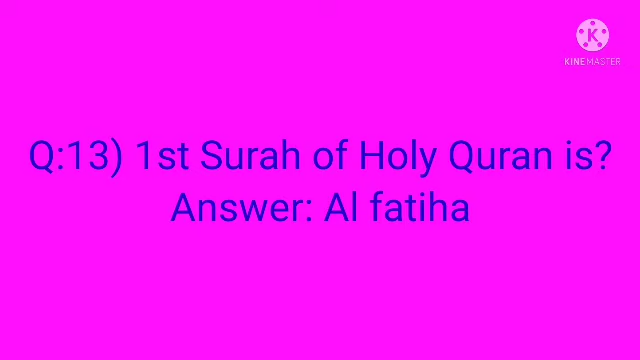 K
KINEMASTER
Q:13) 1st Surah of Holy Quran is?
Answer: Al fatiha